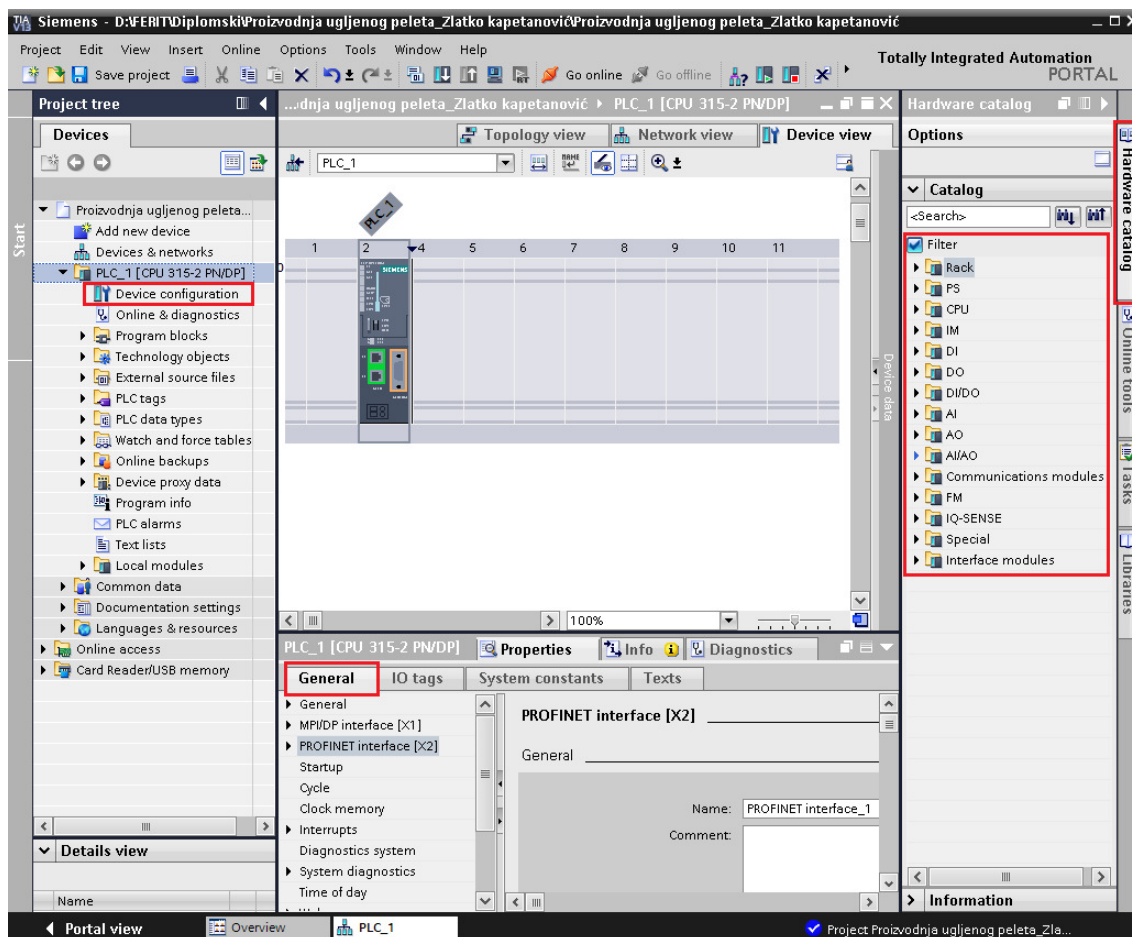 TIA V13 Siemens - D:\FERIT\Diplomski\Proizvodnja ugljenog peleta_Zlatko kapetanović\Proizvodnja ugljenog peleta_Zlatko kapetanović
Project Edit View Insert Online Options Tools Window Help
Totally Integrated Automation
PORTAL
Save project Go online Go offline
Project tree
...dnja ugljenog peleta_Zlatko kapetanović PLC_1 [CPU 315-2 PN/DP]
Hardware catalog
Devices
Topology view Network view Device view
Options
PLC_1
Catalog
<Search>
Filter
Rack
PS
CPU
IM
DI
DO
DI/DO
AI
AO
AI/AO
Communications modules
FM
IQ-SENSE
Special
Interface modules
Information
Hardware catalog
Online tools
Tasks
Libraries
Start
Proizvodnja ugljenog peleta...
Add new device
Devices & networks
PLC_1 [CPU 315-2 PN/DP]
Device configuration
Online & diagnostics
Program blocks
Technology objects
External source files
PLC tags
PLC data types
Watch and force tables
Online backups
Device proxy data
Program info
PLC alarms
Text lists
Local modules
Common data
Documentation settings
Languages & resources
Online access
Card Reader/USB memory
Details view
Name
PLC_1
1 2 4 5 6 7 8 9 10 11
0
SIEMENS
Device data
100%
PLC_1 [CPU 315-2 PN/DP]
Properties Info Diagnostics
General IO tags System constants Texts
General
MPI/DP interface [X1]
PROFINET interface [X2]
Startup
Cycle
Clock memory
Interrupts
Diagnostics system
System diagnostics
Time of day
PROFINET interface [X2]
General
Name: PROFINET interface_1
Comment:
Portal view Overview PLC_1
Project Proizvodnja ugljenog peleta_Zla...